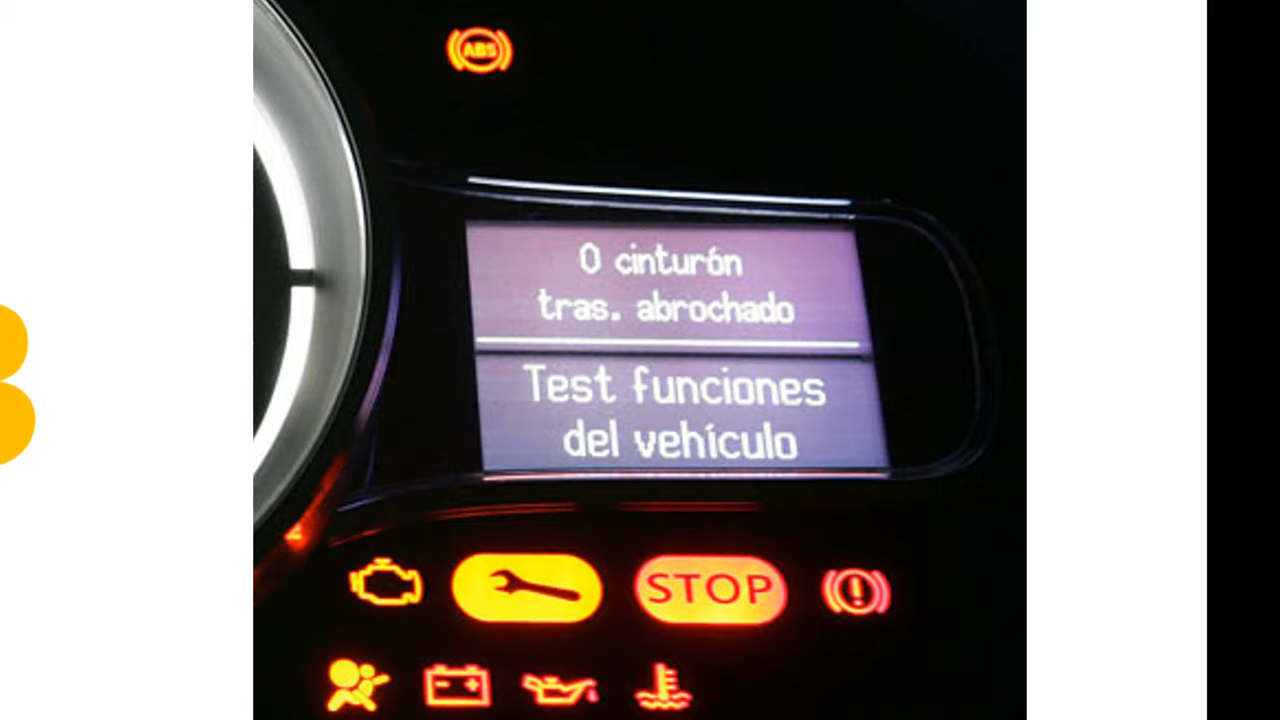 ABS
0 cinturón
tras. abrochado
Test funciones
del vehículo
STOP